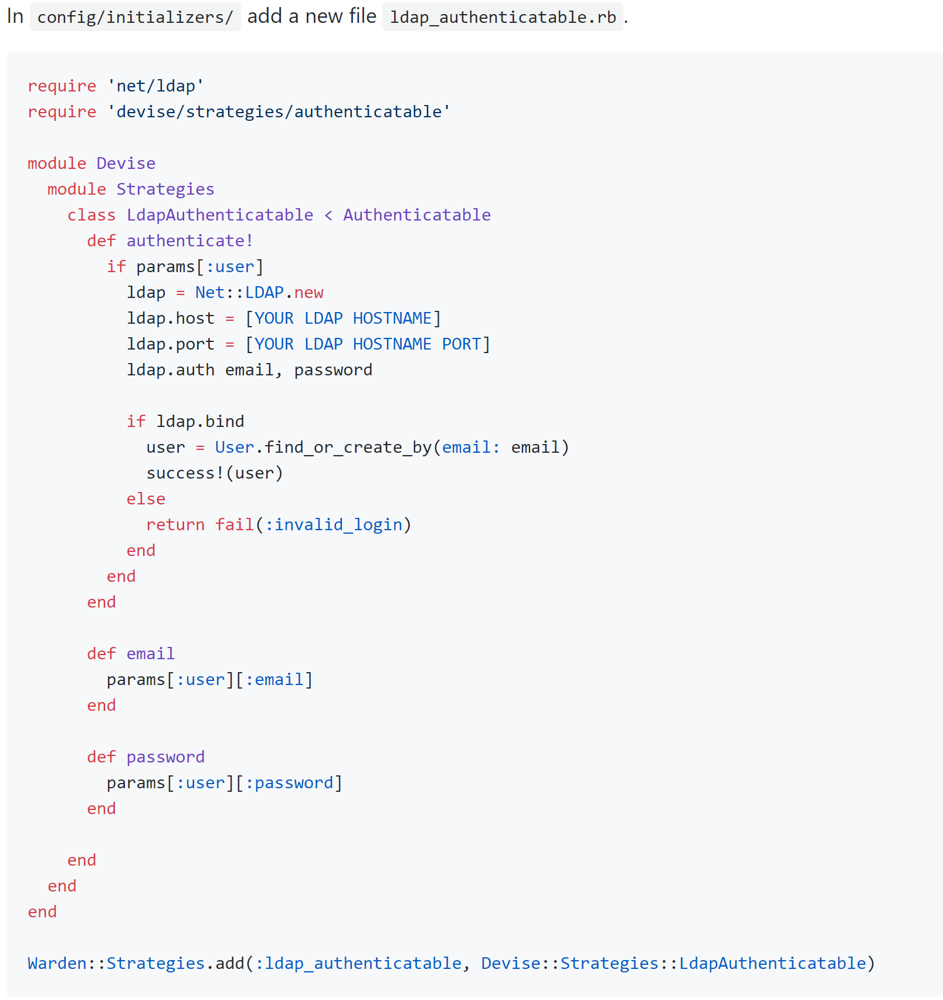 In config/initializers/ add a new file ldap_authenticatable.rb.
require 'net/ldap'
require 'devise/strategies/authenticatable'
module Devise
  module Strategies
    class LdapAuthenticatable < Authenticatable
      def authenticate!
        if params[:user]
          ldap = Net::LDAP.new
          ldap.host = [YOUR LDAP HOSTNAME]
          ldap.port = [YOUR LDAP HOSTNAME PORT]
          ldap.auth email, password
          if ldap.bind
            user = User.find_or_create_by(email: email)
            success!(user)
          else
            return fail(:invalid_login)
          end
        end
      end
      def email
        params[:user][:email]
      end
      def password
        params[:user][:password]
      end
    end
  end
end
Warden::Strategies.add(:ldap_authenticatable, Devise::Strategies::LdapAuthenticatable)